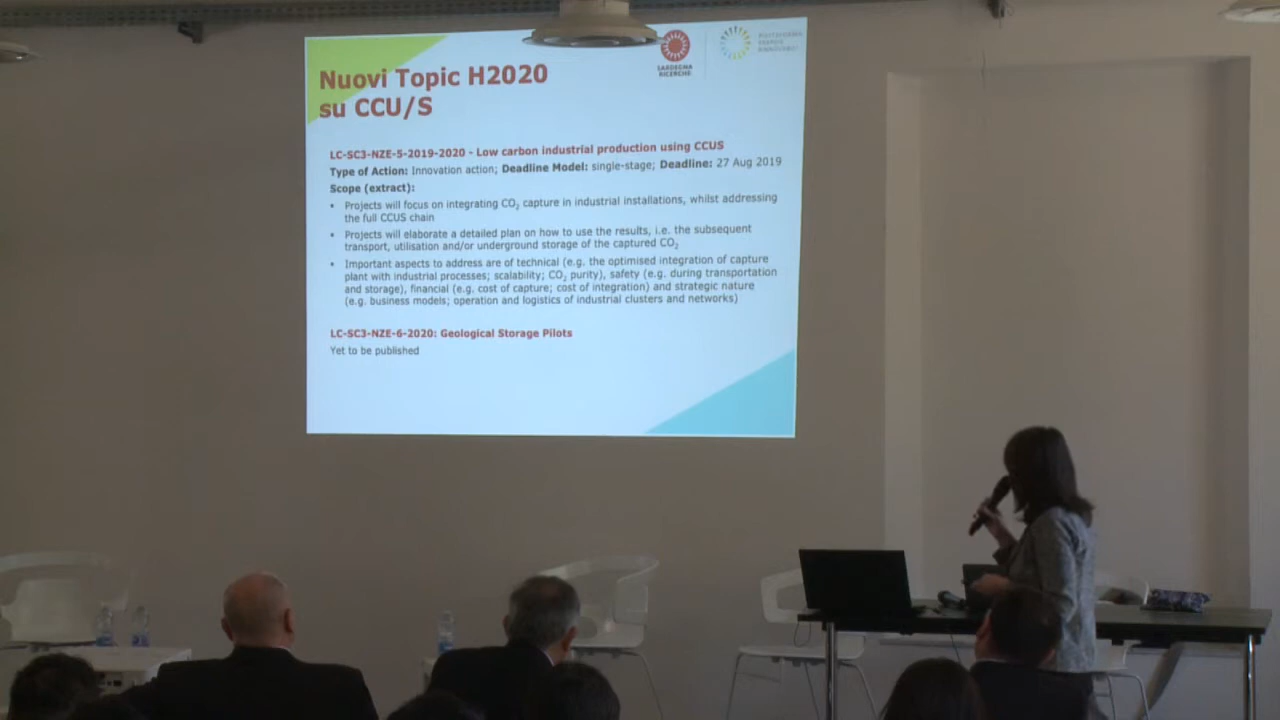 Nuovi Topic H2020
su CCU/S
SARDEGNA
RICERCHE
LC-SC3-NZE-5-2019-2020 - Low carbon industrial production using CCUS
Type of Action: Innovation action; Deadline Model: single-stage; Deadline: 27 Aug 2019
Scope (extract):
• Projects will focus on integrating CO₂ capture in industrial installations, whilst addressing
the full CCUS chain
• Projects will elaborate a detailed plan on how to use the results, i.e. the subsequent
transport, utilisation and/or underground storage of the captured CO₂
• Important aspects to address are of technical (e.g. the optimised integration of capture
plant with industrial processes; scalability; CO₂ purity), safety (e.g. during transportation
and storage), financial (e.g. cost of capture; cost of integration) and strategic nature
(e.g. business models; operation and logistics of industrial clusters and networks)
LC-SC3-NZE-6-2020: Geological Storage Pilots
Yet to be published